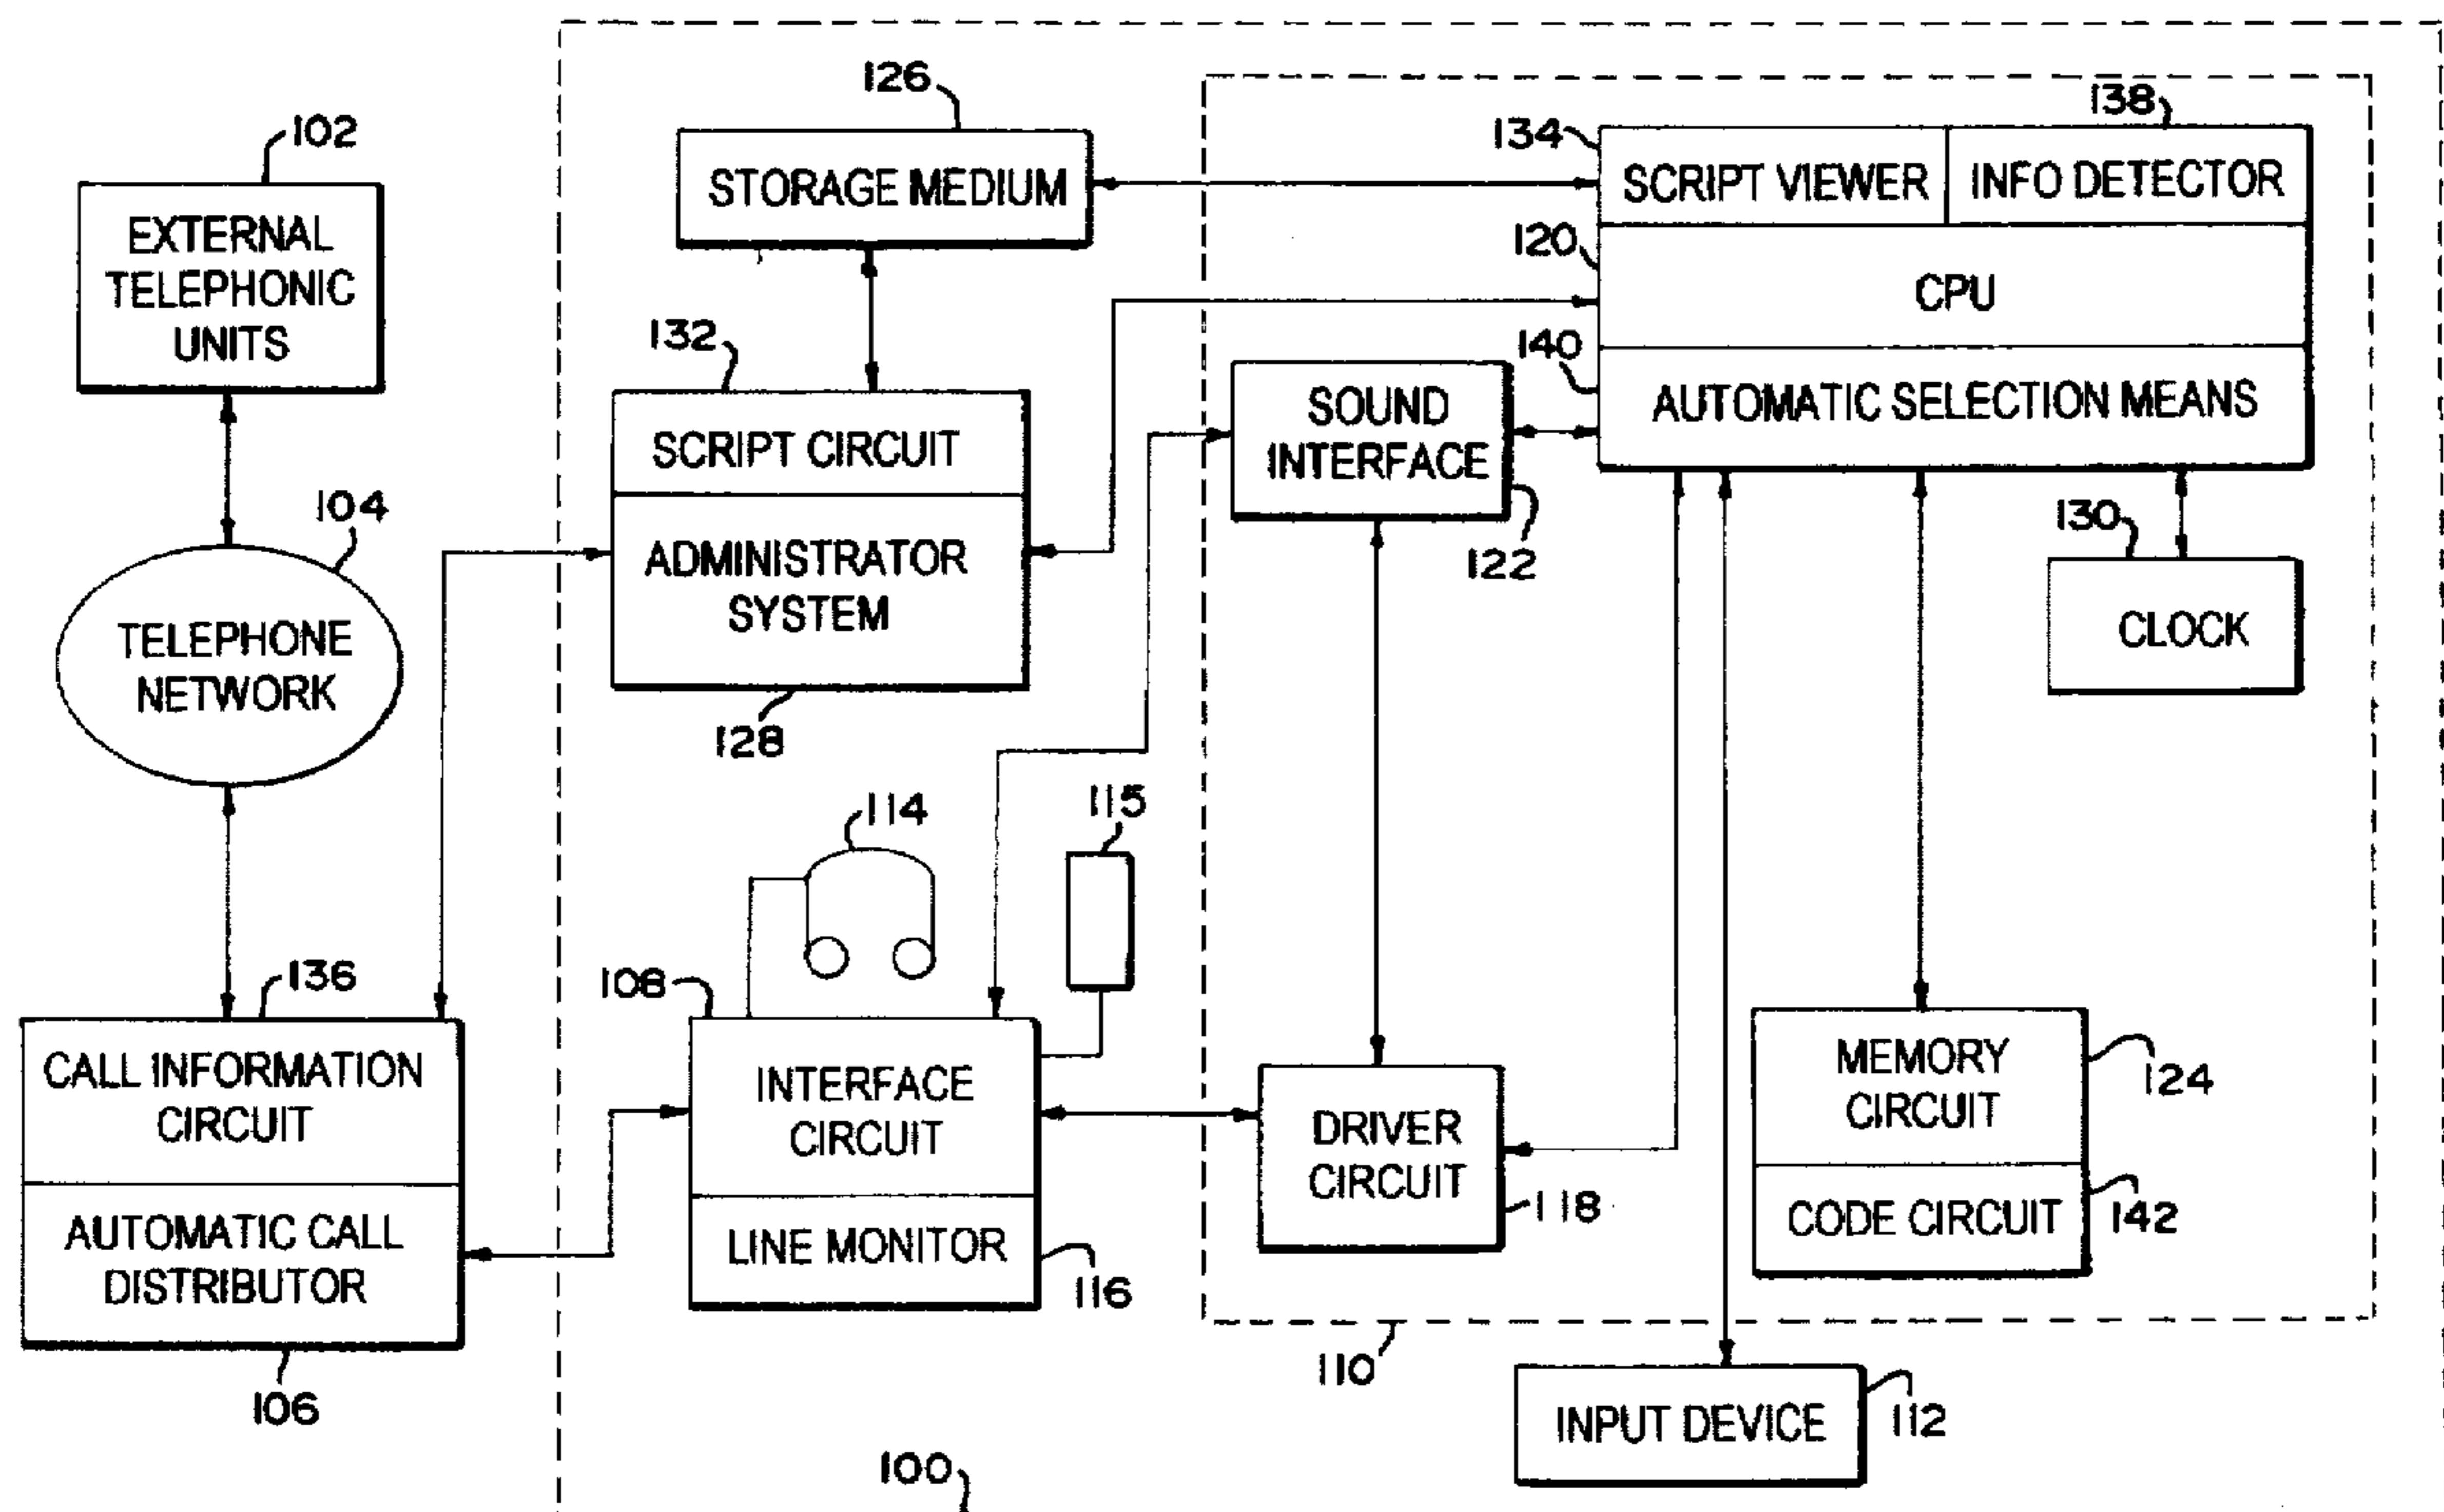 102
EXTERNAL
TELEPHONIC
UNITS
104
TELEPHONE
NETWORK
136
CALL INFORMATION
CIRCUIT
AUTOMATIC CALL
DISTRIBUTOR
106
126
STORAGE MEDIUM
132
SCRIPT CIRCUIT
ADMINISTRATOR
SYSTEM
128
114
115
108
INTERFACE
CIRCUIT
LINE MONITOR
116
134
138
SCRIPT VIEWER
INFO DETECTOR
120
CPU
140
AUTOMATIC SELECTION MEANS
SOUND
INTERFACE
122
130
CLOCK
DRIVER
CIRCUIT
118
MEMORY
CIRCUIT
124
CODE CIRCUIT
142
110
INPUT DEVICE
112
100